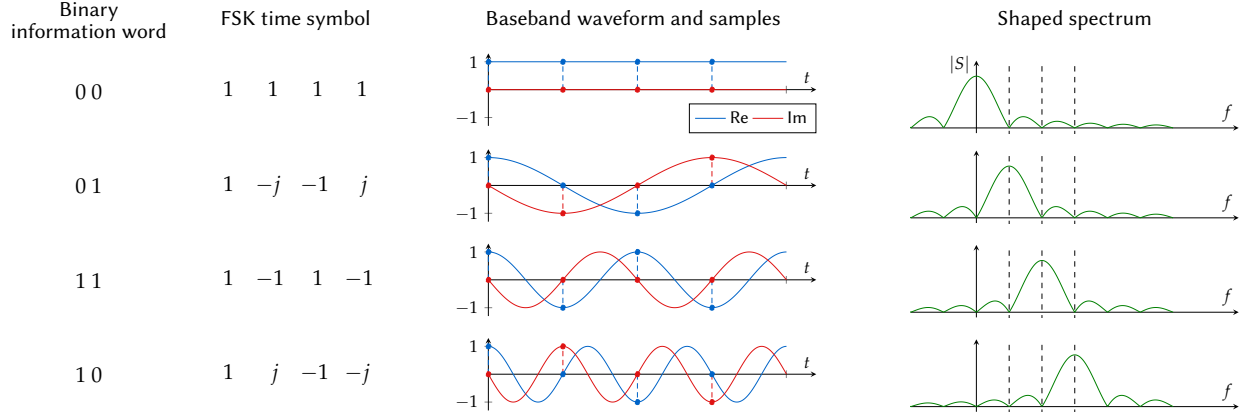 Binary information word FSK time symbol Baseband waveform and samples Shaped spectrum
0 0 1 1 1 1 1 −1 t Re Im |S| f
0 1 1 −j −1 j 1 −1 t f
1 1 1 −1 1 −1 1 −1 t f
1 0 1 j −1 −j 1 −1 t f